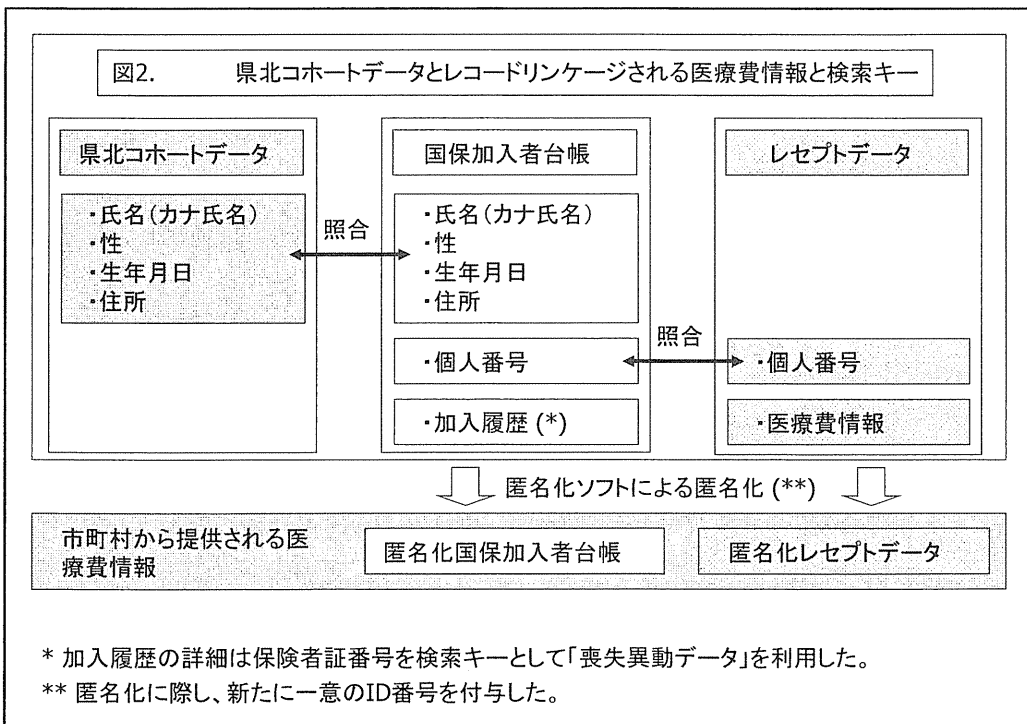 図2. 県北コホートデータとレコードリンケージされる医療費情報と検索キー
県北コホートデータ
・氏名(カナ氏名)
・性
・生年月日
・住所
照合
国保加入者台帳
・氏名(カナ氏名)
・性
・生年月日
・住所
・個人番号
・加入履歴 (*)
照合
レセプトデータ
・個人番号
・医療費情報
匿名化ソフトによる匿名化 (**)
市町村から提供される医
療費情報
匿名化国保加入者台帳
匿名化レセプトデータ
* 加入履歴の詳細は保険者証番号を検索キーとして「喪失異動データ」を利用した。
** 匿名化に際し、新たに一意のID番号を付与した。